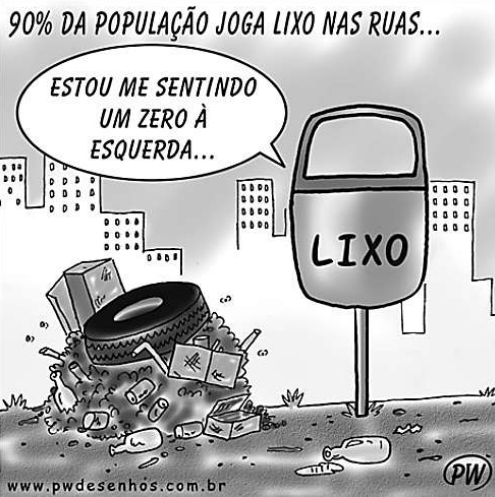 90% DA POPULAÇÃO JOGA LIXO NAS RUAS...
ESTOU ME SENTINDO
UM ZERO À
ESQUERDA...
LIXO
www.pwdesenhos.com.br
PW